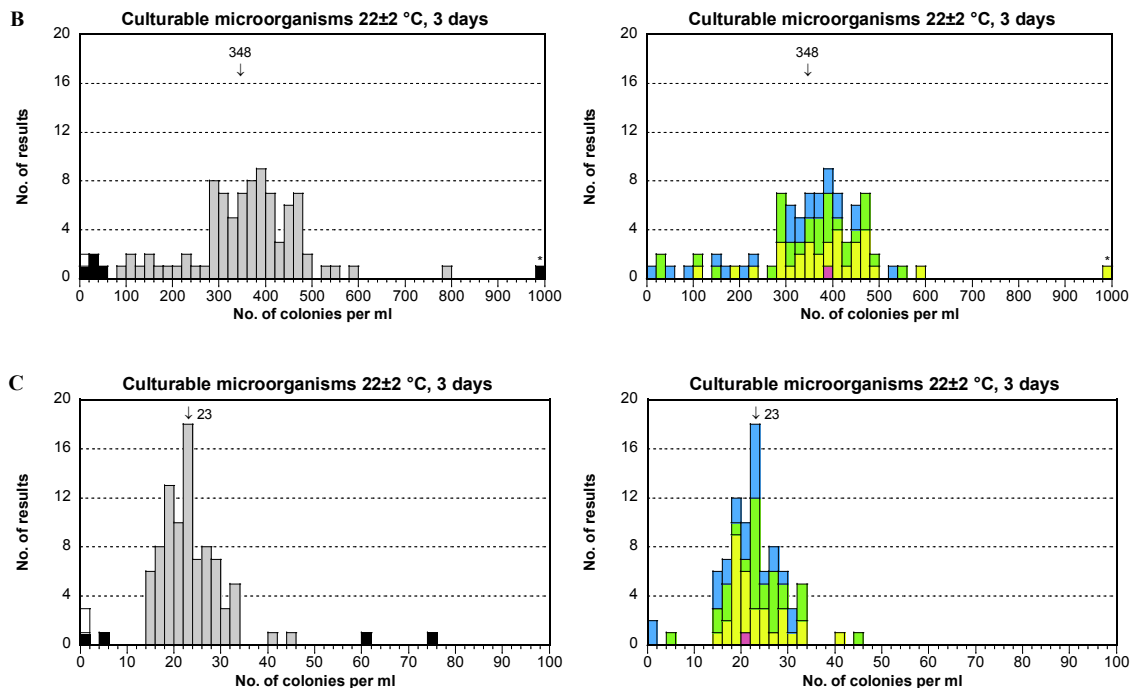 B
Culturable microorganisms 22±2 °C, 3 days
20
16
12
8
4
0
No. of results
348
↓
*
0 100 200 300 400 500 600 700 800 900 1000
No. of colonies per ml
Culturable microorganisms 22±2 °C, 3 days
20
16
12
8
4
0
No. of results
348
↓
*
0 100 200 300 400 500 600 700 800 900 1000
No. of colonies per ml
C
Culturable microorganisms 22±2 °C, 3 days
20
16
12
8
4
0
No. of results
↓ 23
0 10 20 30 40 50 60 70 80 90 100
No. of colonies per ml
Culturable microorganisms 22±2 °C, 3 days
20
16
12
8
4
0
No. of results
↓ 23
0 10 20 30 40 50 60 70 80 90 100
No. of colonies per ml